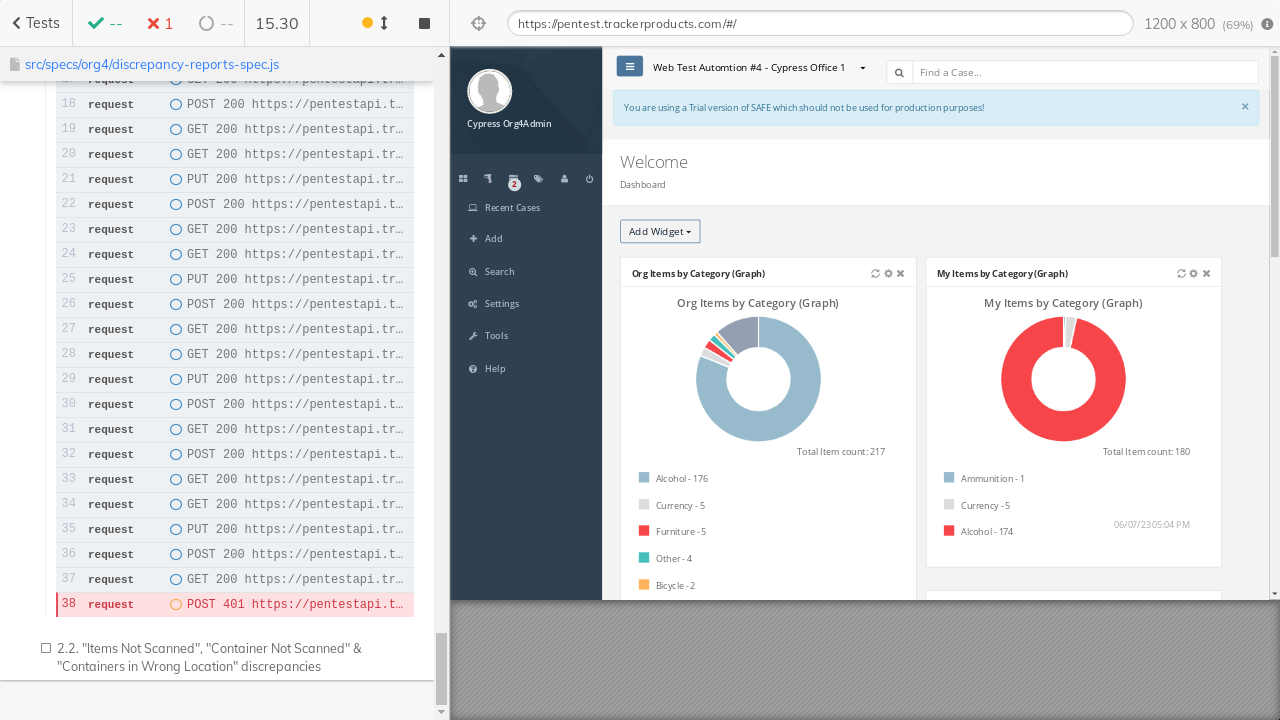 Tests
--
1
--
15.30
https://pentest.trackerproducts.com/#/
1200 x 800 (69%)
src/specs/org4/discrepancy-reports-spec.js
18 request POST 200 https://pentestapi.t…
19 request GET 200 https://pentestapi.tr…
20 request GET 200 https://pentestapi.tr…
21 request PUT 200 https://pentestapi.tr…
22 request POST 200 https://pentestapi.t…
23 request GET 200 https://pentestapi.tr…
24 request GET 200 https://pentestapi.tr…
25 request PUT 200 https://pentestapi.tr…
26 request POST 200 https://pentestapi.t…
27 request GET 200 https://pentestapi.tr…
28 request GET 200 https://pentestapi.tr…
29 request PUT 200 https://pentestapi.tr…
30 request POST 200 https://pentestapi.t…
31 request GET 200 https://pentestapi.tr…
32 request POST 200 https://pentestapi.t…
33 request GET 200 https://pentestapi.tr…
34 request GET 200 https://pentestapi.tr…
35 request PUT 200 https://pentestapi.tr…
36 request POST 200 https://pentestapi.t…
37 request GET 200 https://pentestapi.tr…
38 request POST 401 https://pentestapi.t…
2.2. "Items Not Scanned", "Container Not Scanned" &
"Containers in Wrong Location" discrepancies
Cypress Org4Admin
2
Recent Cases
Add
Search
Settings
Tools
Help
Web Test Automtion #4 - Cypress Office 1
Find a Case...
You are using a Trial version of SAFE which should not be used for production purposes!
×
Welcome
Dashboard
Add Widget
Org Items by Category (Graph)
Org Items by Category (Graph)
Total Item count: 217
Alcohol - 176
Currency - 5
Furniture - 5
Other - 4
Bicycle - 2
My Items by Category (Graph)
My Items by Category (Graph)
Total Item count: 180
Ammunition - 1
Currency - 5
Alcohol - 174
06/07/23 05:04 PM